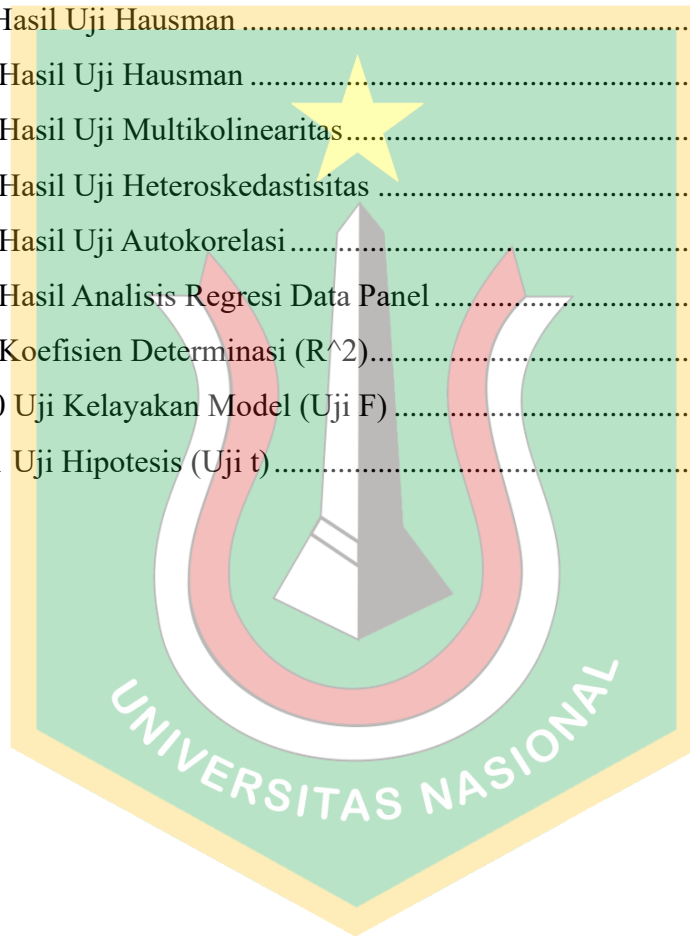 Hasil Uji Hausman ......................................................
Hasil Uji Hausman ......................................................
Hasil Uji Multikolinearitas.........................................
Hasil Uji Heteroskedastisitas .....................................
Hasil Uji Autokorelasi................................................
Hasil Analisis Regresi Data Panel ..............................
Koefisien Determinasi (R^2)......................................
0 Uji Kelayakan Model (Uji F) ...................................
Uji Hipotesis (Uji t)...................................................
UNIVERSITAS NASIONAL